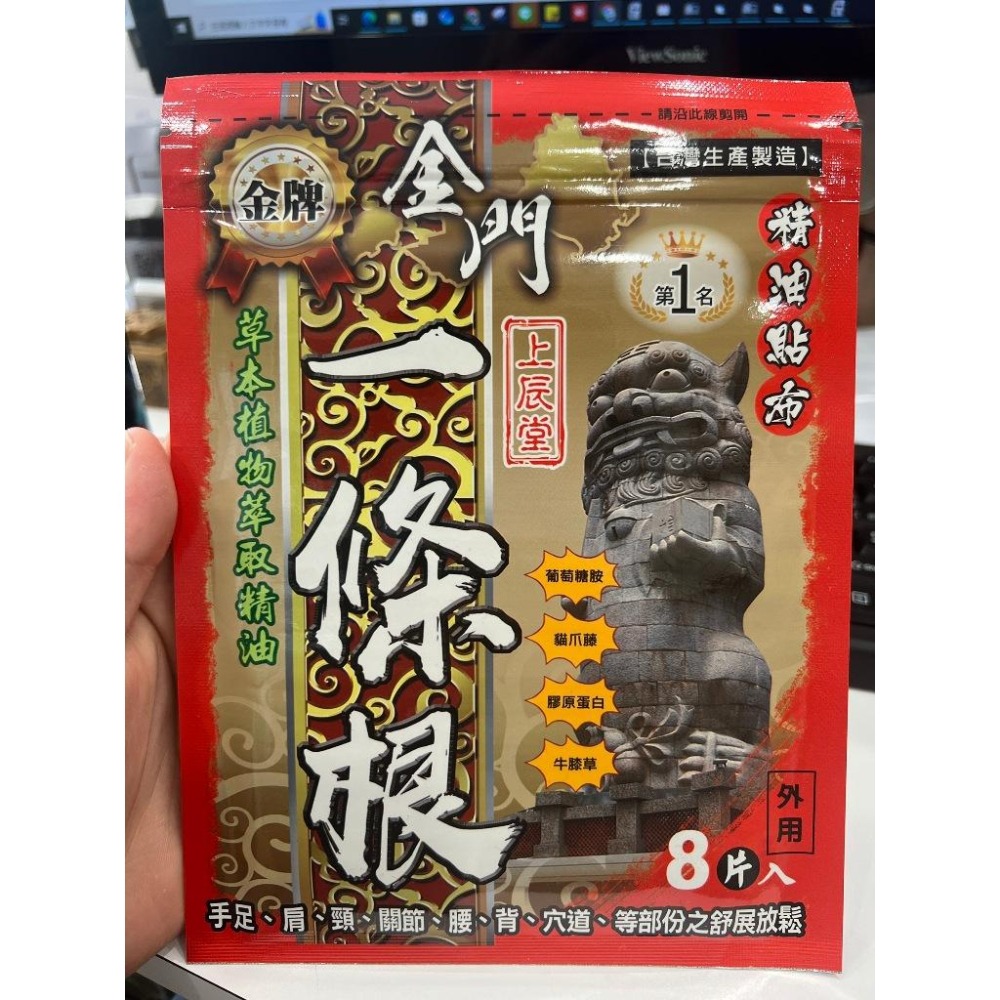 ViewSonic
請沿此線剪開
【台灣生產製造】
金牌
金門
一條根
上辰堂
第1名
精油貼布
草本植物萃取精油
葡萄糖胺
貓爪藤
膠原蛋白
牛膝草
外用
8片入
手足、肩、頸、關節、腰、背、穴道、等部份之舒展放鬆